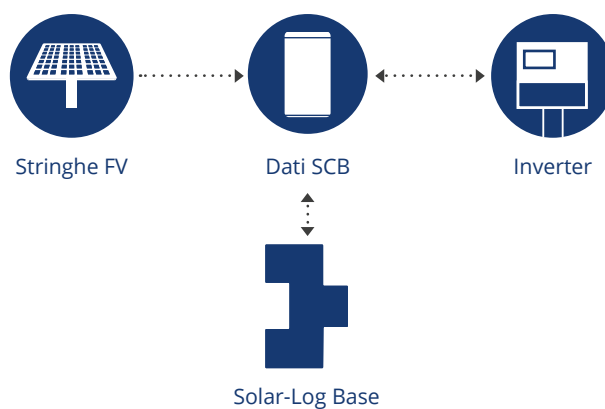 Stringhe FV
Dati SCB
Inverter
Solar-Log Base